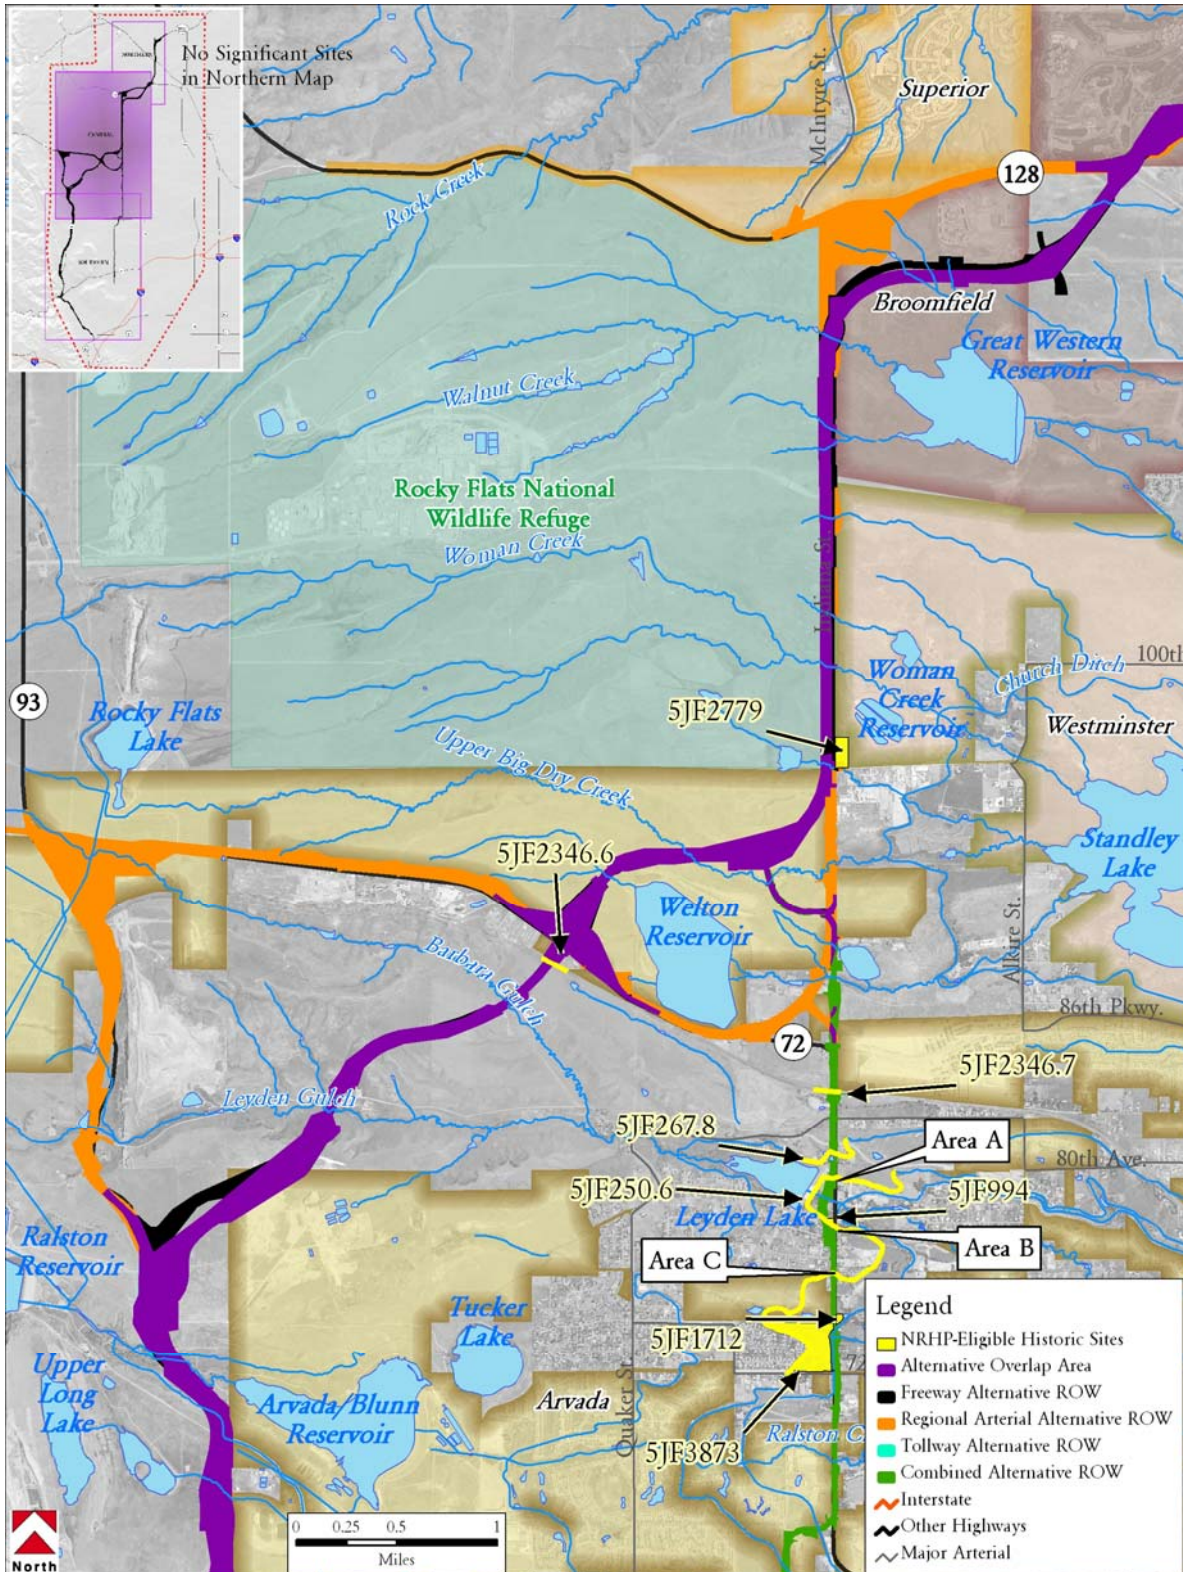 No Significant Sites
in Northern Map
CENTRAL
McIntyre St.
Superior
128
Rock Creek
Broomfield
Great Western
Reservoir
Walnut Creek
Rocky Flats National
Wildlife Refuge
Woman Creek
Indiana St.
100th
Church Ditch
Woman
Creek
Reservoir
Westminster
93
Rocky Flats
Lake
5JF2779
Upper Big Dry Creek
Standley
Lake
5JF2346.6
Welton
Reservoir
Alkire St.
Barbara Gulch
86th Pkwy.
72
5JF2346.7
Leyden Gulch
5JF267.8
Area A
80th Ave.
5JF250.6
5JF994
Leyden Lake
Area B
Ralston
Reservoir
Area C
Tucker
Lake
5JF1712
72
Upper
Long
Lake
Arvada/Blunn
Reservoir
Arvada
Quaker St.
5JF3873
Ralston C
Legend
NRHP-Eligible Historic Sites
Alternative Overlap Area
Freeway Alternative ROW
Regional Arterial Alternative ROW
Tollway Alternative ROW
Combined Alternative ROW
Interstate
Other Highways
Major Arterial
North
0 0.25 0.5 1
Miles